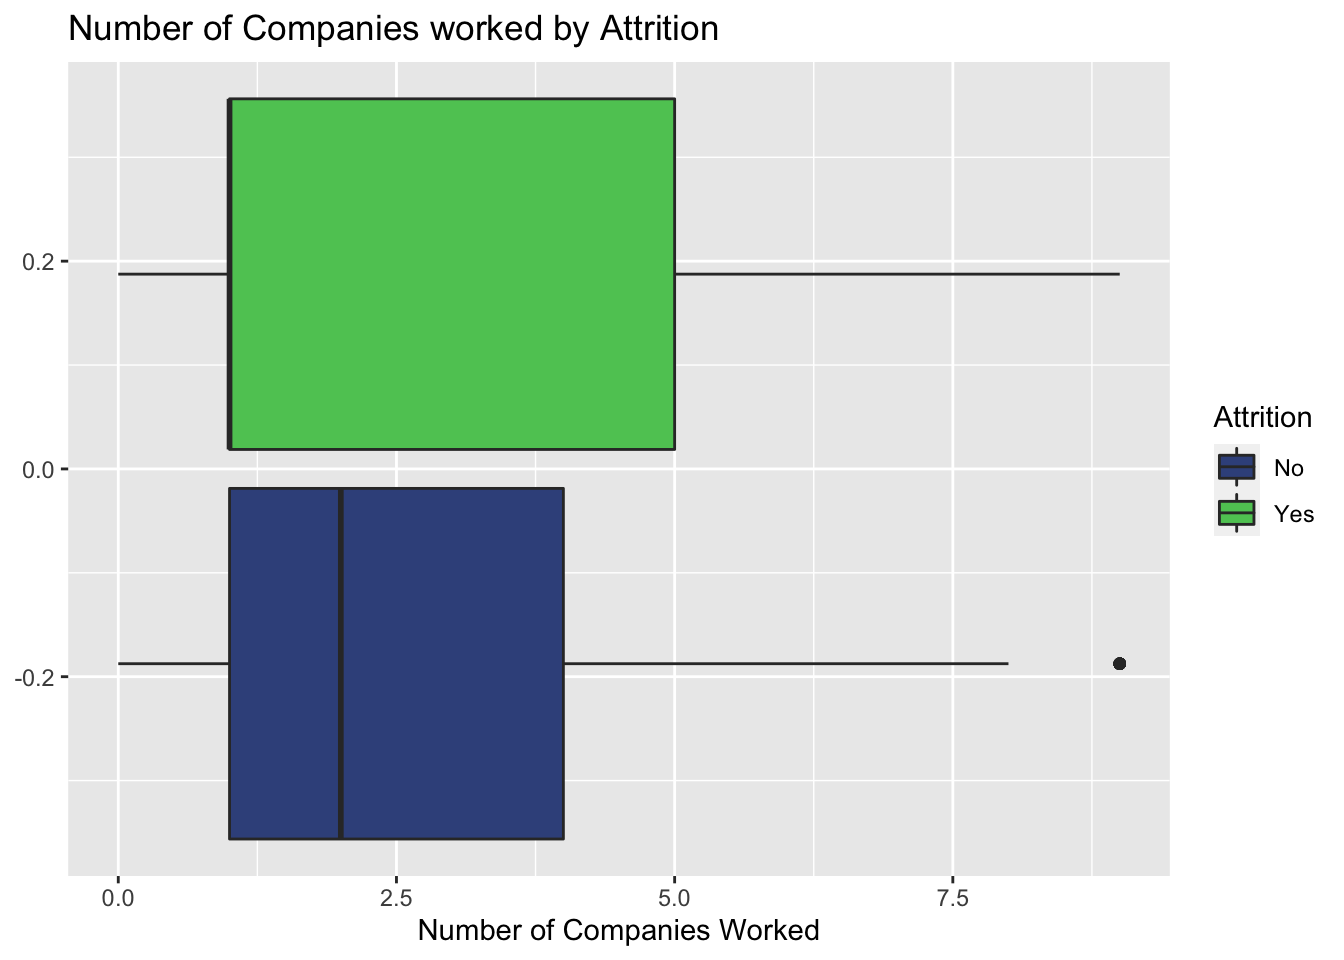 Number of Companies worked by Attrition
0.2
0.0
-0.2
0.0 2.5 5.0 7.5
Number of Companies Worked
Attrition
No
Yes